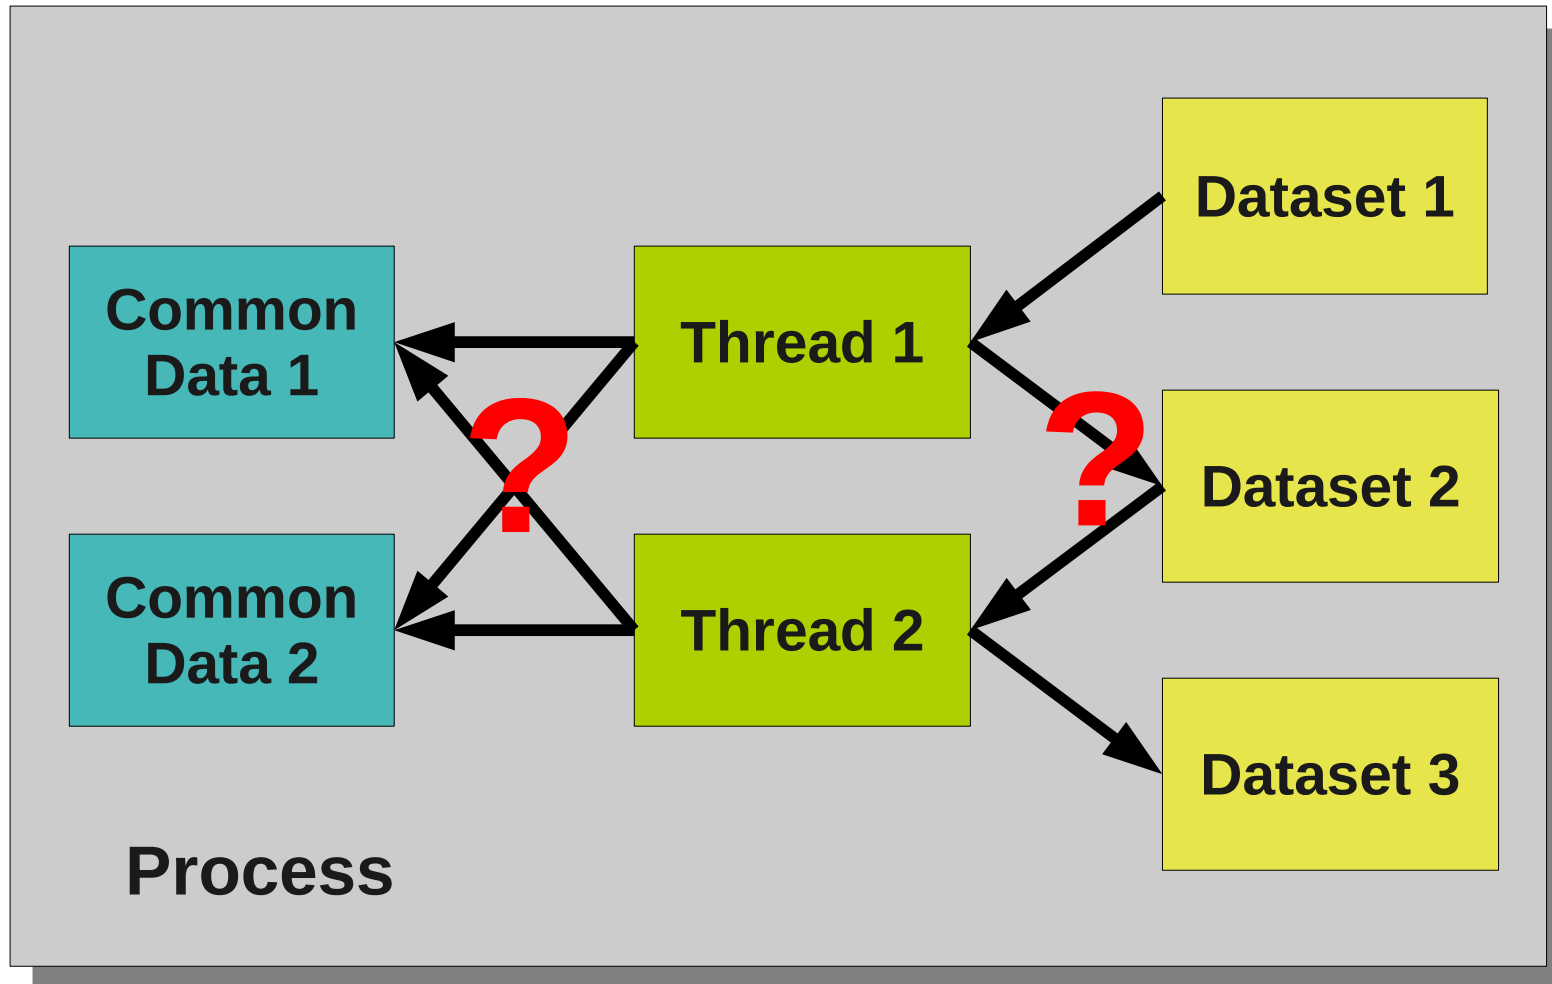 Dataset 1
Common
Data 1
Thread 1
?
?
Dataset 2
Common
Data 2
Thread 2
Dataset 3
Process